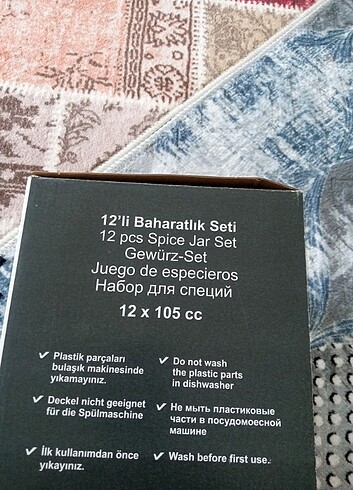 12'li Baharatlık Seti
12 pcs Spice Jar Set
Gewürz-Set
Juego de especieros
Набор для специй
12 x 105 cc
✓ Plastik parçaları
bulaşık makinesinde
yıkamayınız.
✓ Do not wash
the plastic parts
in dishwasher
✓ Deckel nicht geeignet
für die Spülmaschine
✓ Не мыть пластиковые
части в посудомоесной
машине
✓ İlk kullanımdan önce
yıkayınız.
✓ Wash before first use.